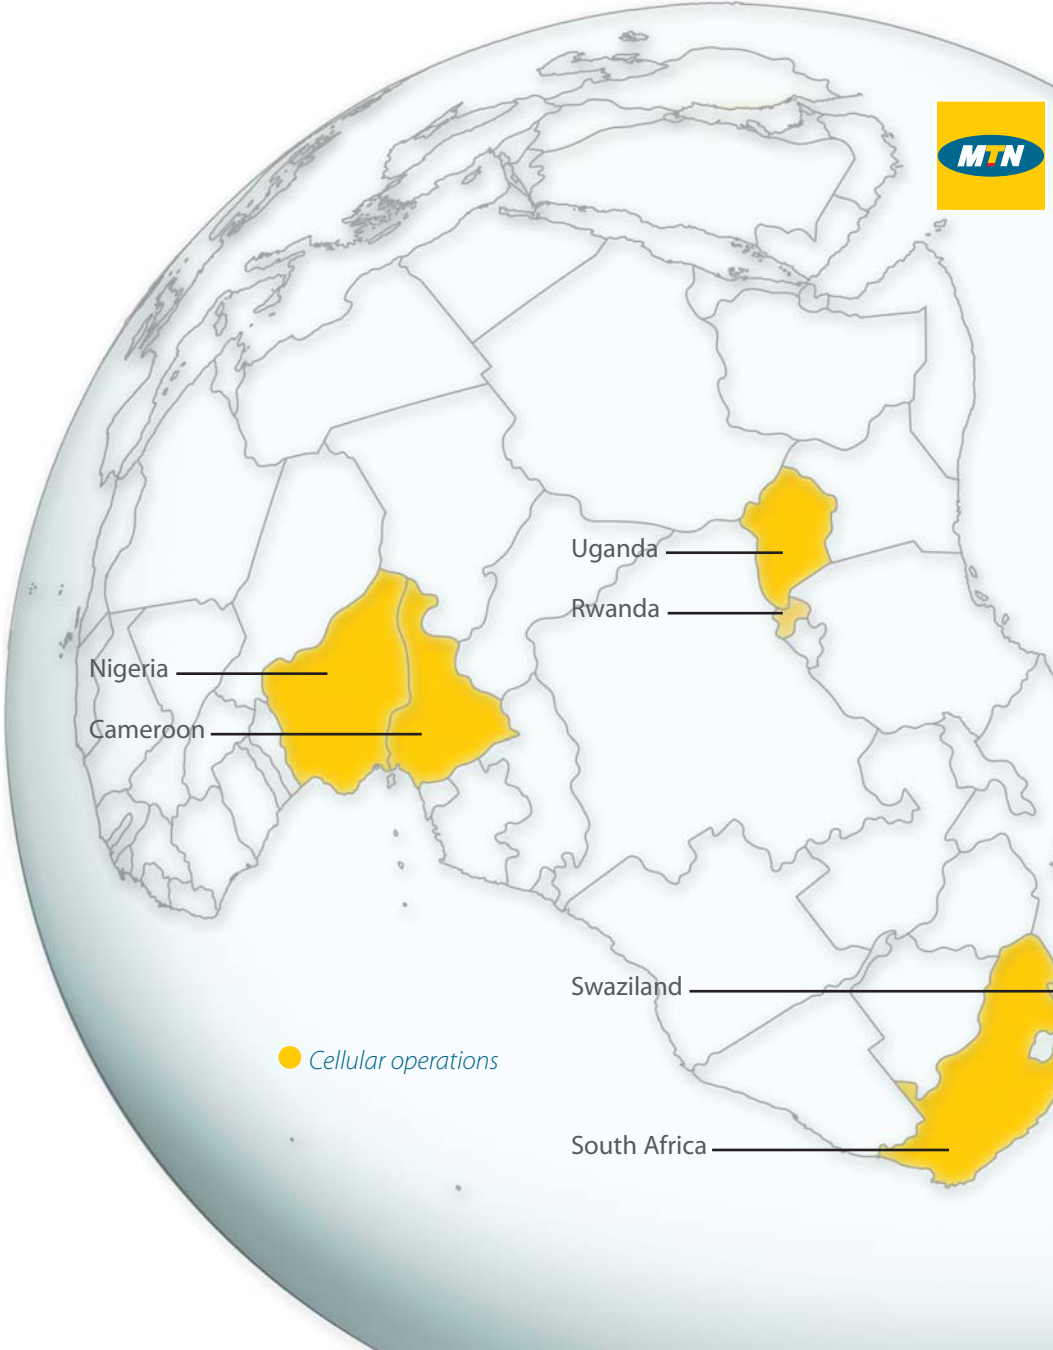 MTN
Uganda
Rwanda
Nigeria
Cameroon
Swaziland
Cellular operations
South Africa